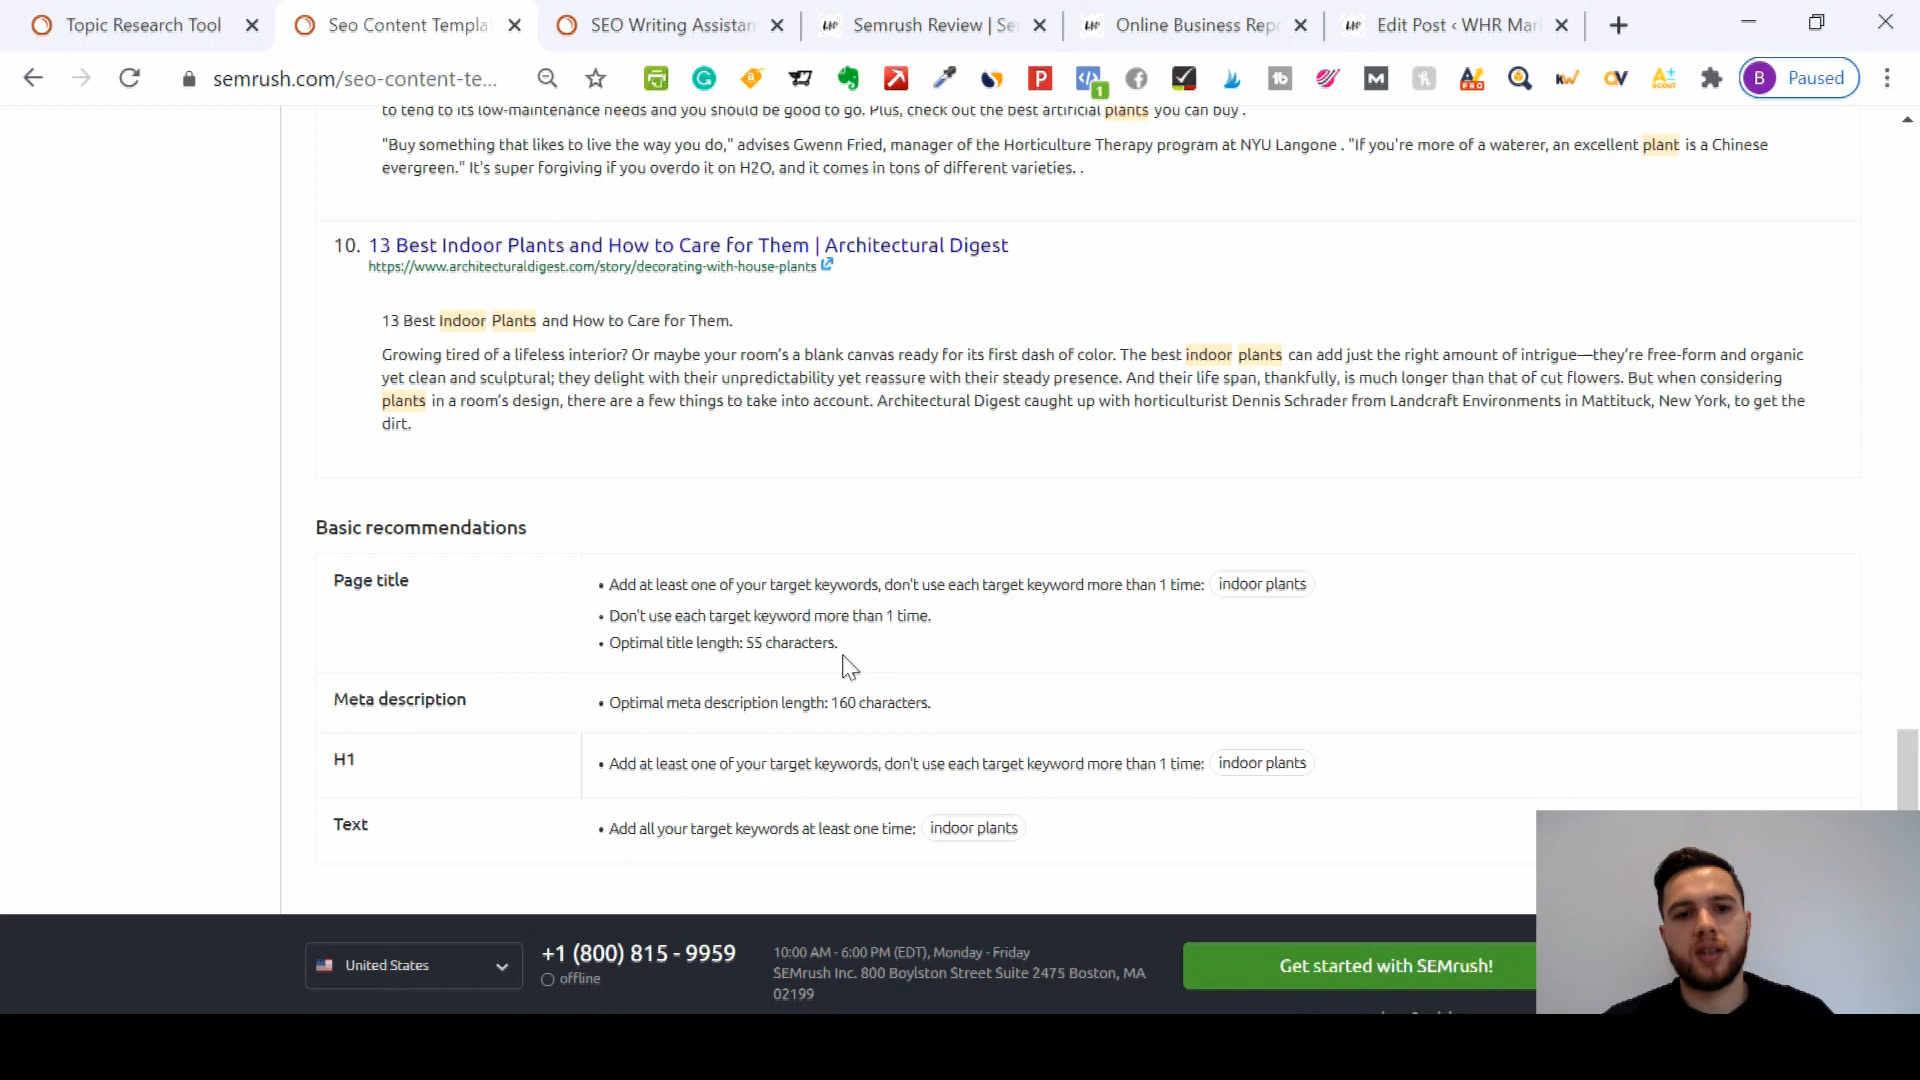 Topic Research Tool
Seo Content Templa
SEO Writing Assistan
Semrush Review | Se
Online Business Rep
Edit Post ‹ WHR Mar
semrush.com/seo-content-te...
1
B Paused
to tend to its low-maintenance needs and you should be good to go. Plus, check out the best artificial plants you can buy .
"Buy something that likes to live the way you do," advises Gwenn Fried, manager of the Horticulture Therapy program at NYU Langone . "If you're more of a waterer, an excellent plant is a Chinese
evergreen." It's super forgiving if you overdo it on H2O, and it comes in tons of different varieties. .
10. 13 Best Indoor Plants and How to Care for Them | Architectural Digest
https://www.architecturaldigest.com/story/decorating-with-house-plants
13 Best Indoor Plants and How to Care for Them.
Growing tired of a lifeless interior? Or maybe your room's a blank canvas ready for its first dash of color. The best indoor plants can add just the right amount of intrigue—they're free-form and organic
yet clean and sculptural; they delight with their unpredictability yet reassure with their steady presence. And their life span, thankfully, is much longer than that of cut flowers. But when considering
plants in a room's design, there are a few things to take into account. Architectural Digest caught up with horticulturist Dennis Schrader from Landcraft Environments in Mattituck, New York, to get the
dirt.
Basic recommendations
Page title
• Add at least one of your target keywords, don't use each target keyword more than 1 time: indoor plants
• Don't use each target keyword more than 1 time.
• Optimal title length: 55 characters.
Meta description
• Optimal meta description length: 160 characters.
H1
• Add at least one of your target keywords, don't use each target keyword more than 1 time: indoor plants
Text
• Add all your target keywords at least one time: indoor plants
United States
+1 (800) 815 - 9959
offline
10:00 AM - 6:00 PM (EDT), Monday - Friday
SEMrush Inc. 800 Boylston Street Suite 2475 Boston, MA
02199
Get started with SEMrush!